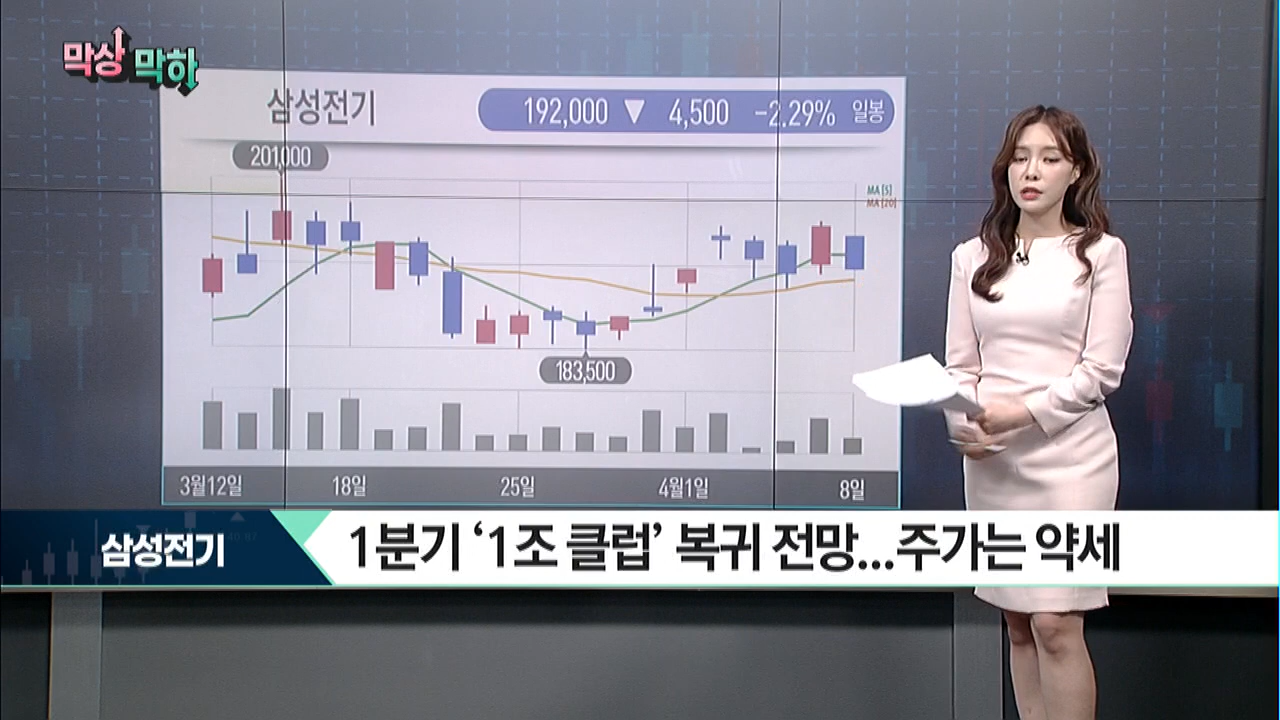 막상 막하
삼성전기
192,000 ▼ 4,500 -2.29% 일봉
201,000
MA [5]
MA [20]
183,500
3월12일 18일 25일 4월1일 8일
삼성전기
1분기 ‘1조 클럽’ 복귀 전망...주가는 약세